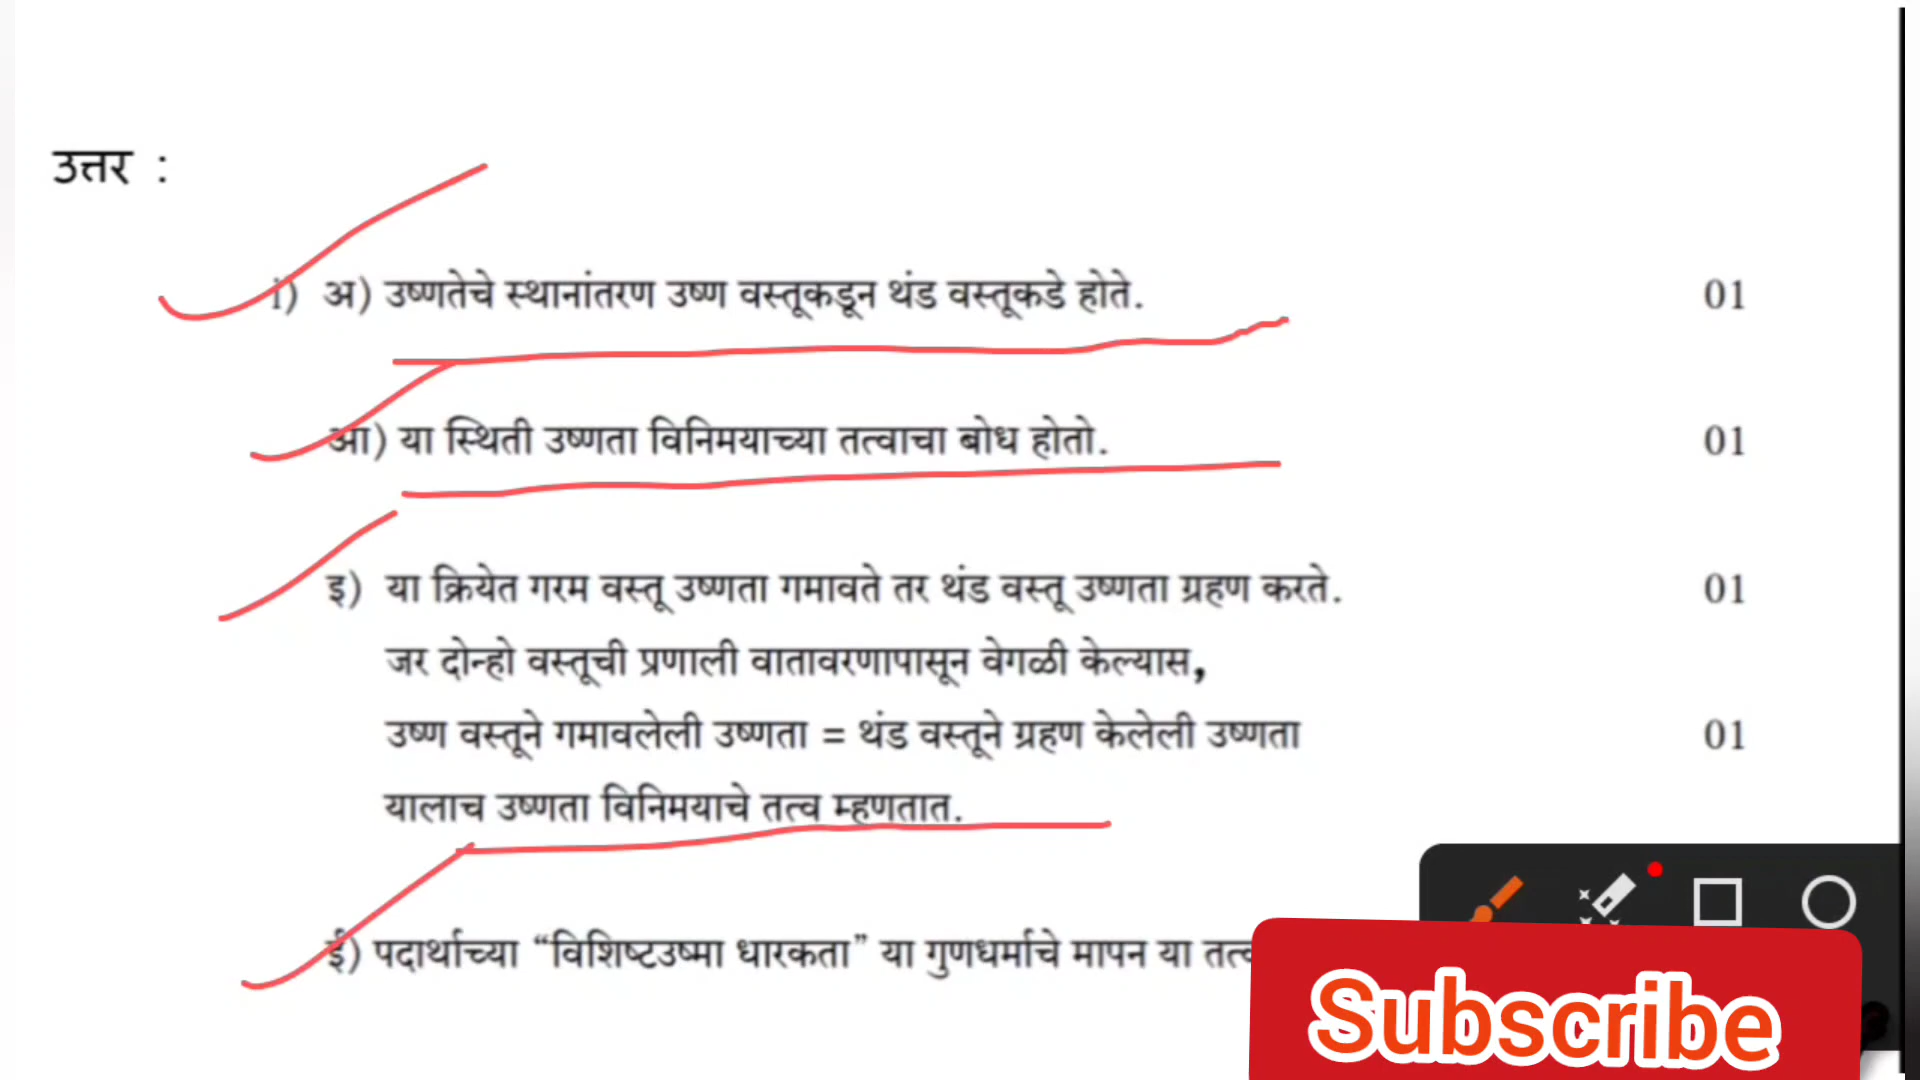 उत्तर :
i) अ) उष्णतेचे स्थानांतरण उष्ण वस्तूकडून थंड वस्तूकडे होते. 01
आ) या स्थिती उष्णता विनिमयाच्या तत्वाचा बोध होतो. 01
इ) या क्रियेत गरम वस्तू उष्णता गमावते तर थंड वस्तू उष्णता ग्रहण करते. 01
जर दोन्हो वस्तूची प्रणाली वातावरणापासून वेगळी केल्यास,
उष्ण वस्तूने गमावलेली उष्णता = थंड वस्तूने ग्रहण केलेली उष्णता 01
यालाच उष्णता विनिमयाचे तत्व म्हणतात.
ई) पदार्थाच्या “विशिष्टउष्मा धारकता” या गुणधर्माचे मापन या
Subscribe